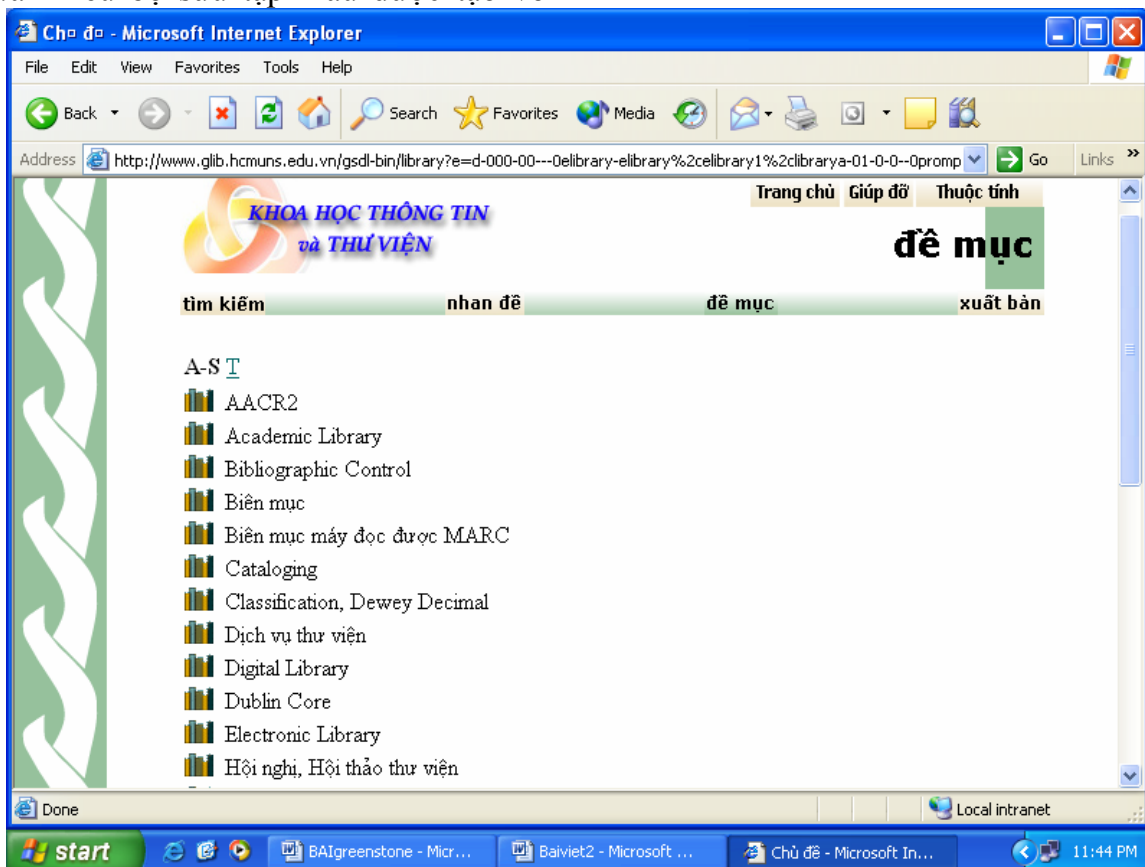 Ch¤ đ¤ - Microsoft Internet Explorer
File Edit View Favorites Tools Help
Back Search Favorites Media
Address http://www.glib.hcmuns.edu.vn/gsdl-bin/library?e=d-000-00---0elibrary-elibrary%2celibrary1%2clibrarya-01-0-0--0promp Go Links »
Trang chủ Giúp đỡ Thuộc tính
KHOA HỌC THÔNG TIN
và THƯ VIỆN
đề mục
tìm kiếm nhan đề đề mục xuất bản
A-S T
AACR2
Academic Library
Bibliographic Control
Biên mục
Biên mục máy đọc được MARC
Cataloging
Classification, Dewey Decimal
Dịch vụ thư viện
Digital Library
Dublin Core
Electronic Library
Hội nghị, Hội thảo thư viện
Done Local intranet
start BAIgreenstone - Micr... Baiviet2 - Microsoft ... Chủ đề - Microsoft In... 11:44 PM